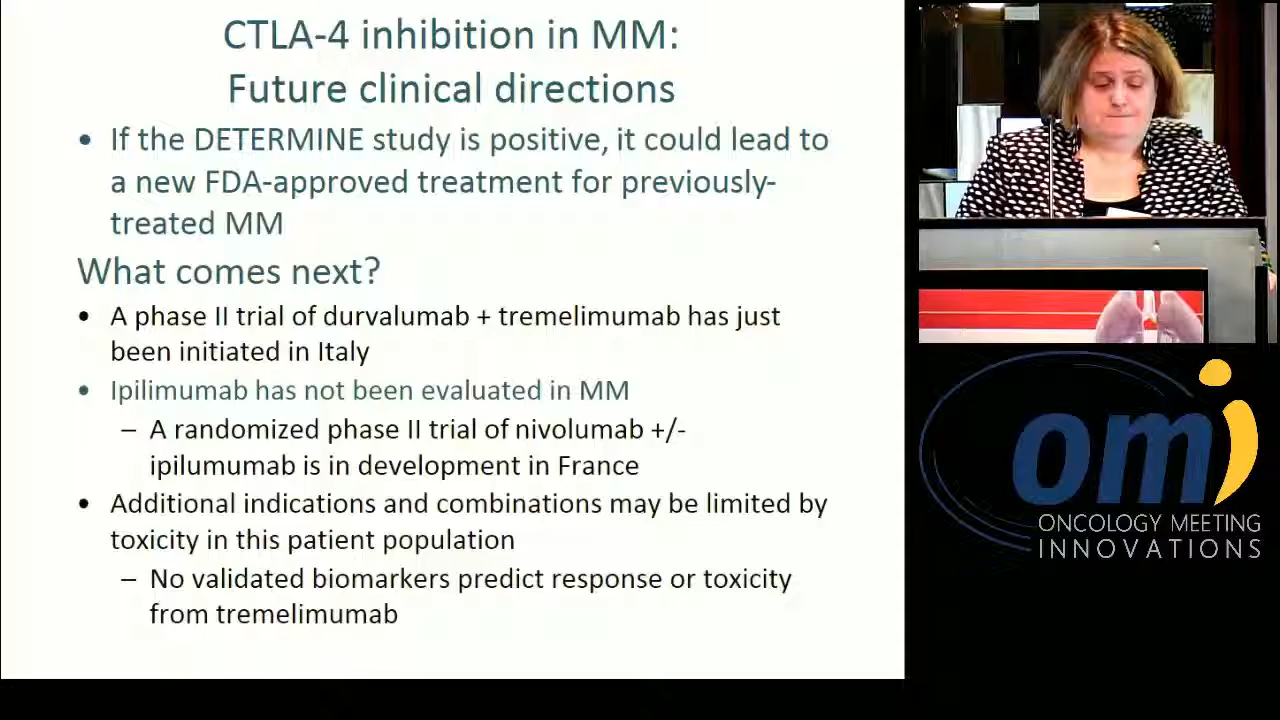 CTLA-4 inhibition in MM:
Future clinical directions
• If the DETERMINE study is positive, it could lead to
a new FDA-approved treatment for previously-
treated MM
What comes next?
• A phase II trial of durvalumab + tremelimumab has just
been initiated in Italy
• Ipilimumab has not been evaluated in MM
– A randomized phase II trial of nivolumab +/-
ipilumumab is in development in France
• Additional indications and combinations may be limited by
toxicity in this patient population
– No validated biomarkers predict response or toxicity
from tremelimumab
omi
ONCOLOGY MEETING
INNOVATIONS